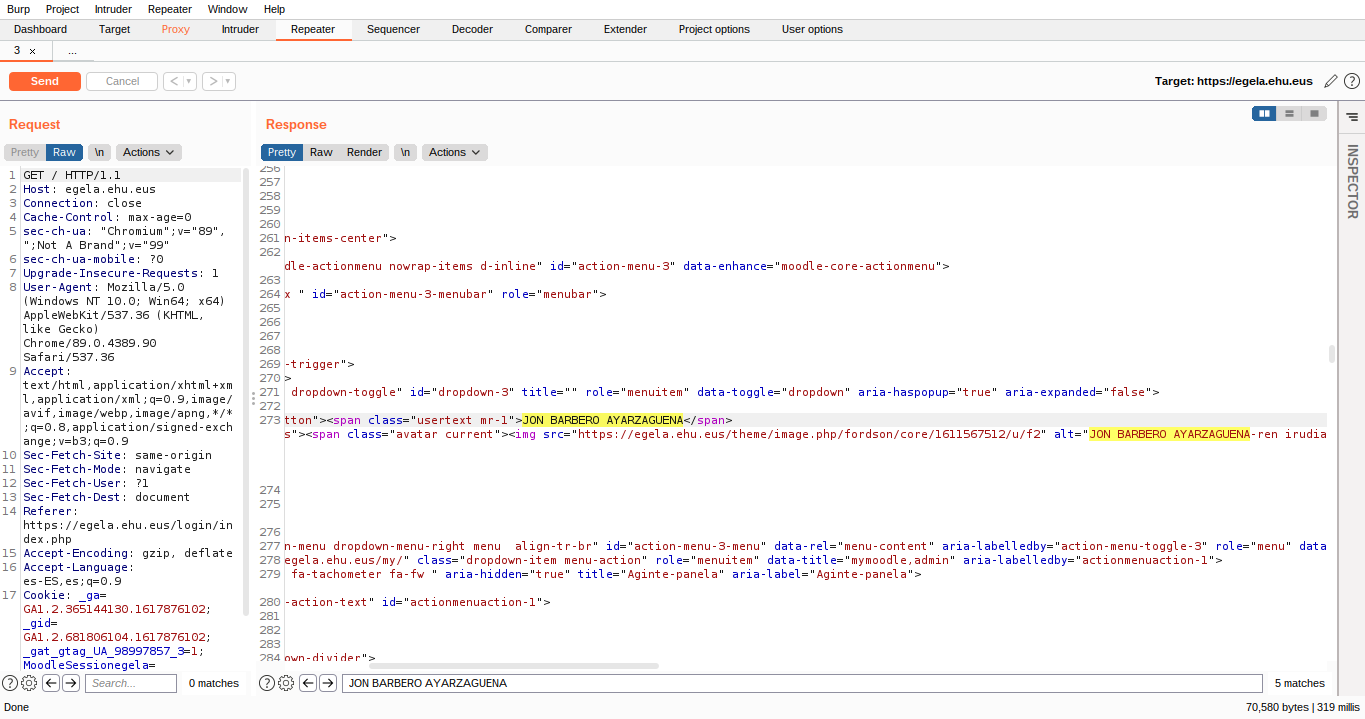 Burp Project Intruder Repeater Window Help
Dashboard Target Proxy Intruder Repeater Sequencer Decoder Comparer Extender Project options User options
3 × ...
Send Cancel < ▾ > ▾ Target: https://egela.ehu.eus ?
Request
Pretty Raw \n Actions
1 GET / HTTP/1.1
2 Host: egela.ehu.eus
3 Connection: close
4 Cache-Control: max-age=0
5 sec-ch-ua: "Chromium";v="89",
";Not A Brand";v="99"
6 sec-ch-ua-mobile: ?0
7 Upgrade-Insecure-Requests: 1
8 User-Agent: Mozilla/5.0
(Windows NT 10.0; Win64; x64)
AppleWebKit/537.36 (KHTML,
like Gecko)
Chrome/89.0.4389.90
Safari/537.36
9 Accept:
text/html,application/xhtml+xm
l,application/xml;q=0.9,image/
avif,image/webp,image/apng,*/*
;q=0.8,application/signed-exch
ange;v=b3;q=0.9
10 Sec-Fetch-Site: same-origin
11 Sec-Fetch-Mode: navigate
12 Sec-Fetch-User: ?1
13 Sec-Fetch-Dest: document
14 Referer:
https://egela.ehu.eus/login/in
dex.php
15 Accept-Encoding: gzip, deflate
16 Accept-Language:
es-ES,es;q=0.9
17 Cookie: _ga=
GA1.2.365144130.1617876102;
_gid=
GA1.2.681806104.1617876102;
_gat_gtag_UA_98997857_3=1;
MoodleSessionegela=
? Search... 0 matches
Response
Pretty Raw Render \n Actions
256
257
258
259
260
261 n-items-center">
262
dle-actionmenu nowrap-items d-inline" id="action-menu-3" data-enhance="moodle-core-actionmenu">
263
264 x " id="action-menu-3-menubar" role="menubar">
265
266
267
268
269 -trigger">
270 >
271 dropdown-toggle" id="dropdown-3" title="" role="menuitem" data-toggle="dropdown" aria-haspopup="true" aria-expanded="false">
272
273 tton"><span class="usertext mr-1">JON BARBERO AYARZAGUENA</span>
s"><span class="avatar current"><img src="https://egela.ehu.eus/theme/image.php/fordson/core/1611567512/u/f2" alt="JON BARBERO AYARZAGUENA-ren irudia
274
275
276
277 n-menu dropdown-menu-right menu align-tr-br" id="action-menu-3-menu" data-rel="menu-content" aria-labelledby="action-menu-toggle-3" role="menu" data
278 egela.ehu.eus/my/" class="dropdown-item menu-action" role="menuitem" data-title="mymoodle,admin" aria-labelledby="actionmenuaction-1">
279 fa-tachometer fa-fw " aria-hidden="true" title="Aginte-panela" aria-label="Aginte-panela">
280 -action-text" id="actionmenuaction-1">
281
282
283
284 own-divider">
? JON BARBERO AYARZAGUENA 5 matches
INSPECTOR
Done 70,580 bytes | 319 millis